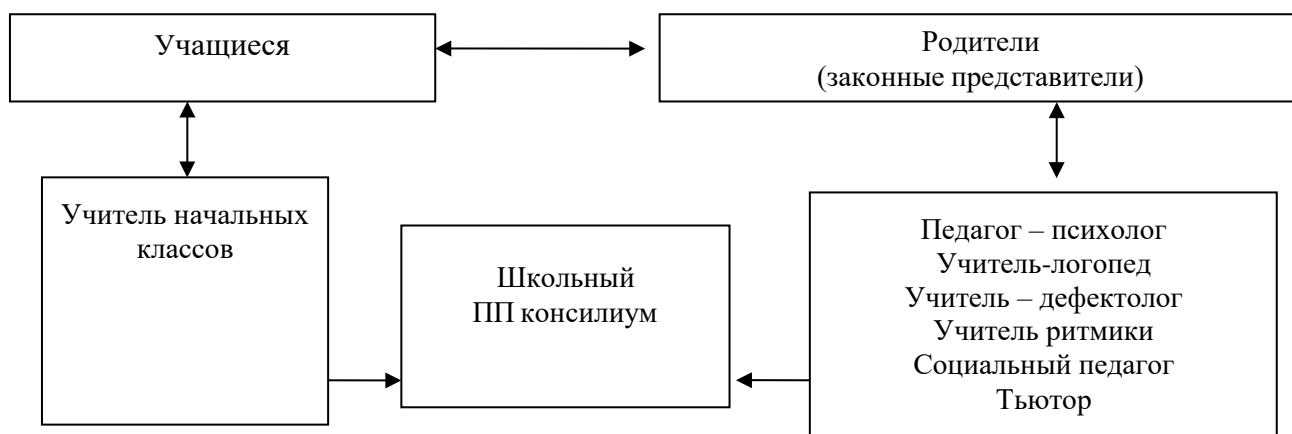 Учащиеся
Родители
(законные представители)
Учитель начальных
классов
Школьный
ПП консилиум
Педагог – психолог
Учитель-логопед
Учитель – дефектолог
Учитель ритмики
Социальный педагог
Тьютор